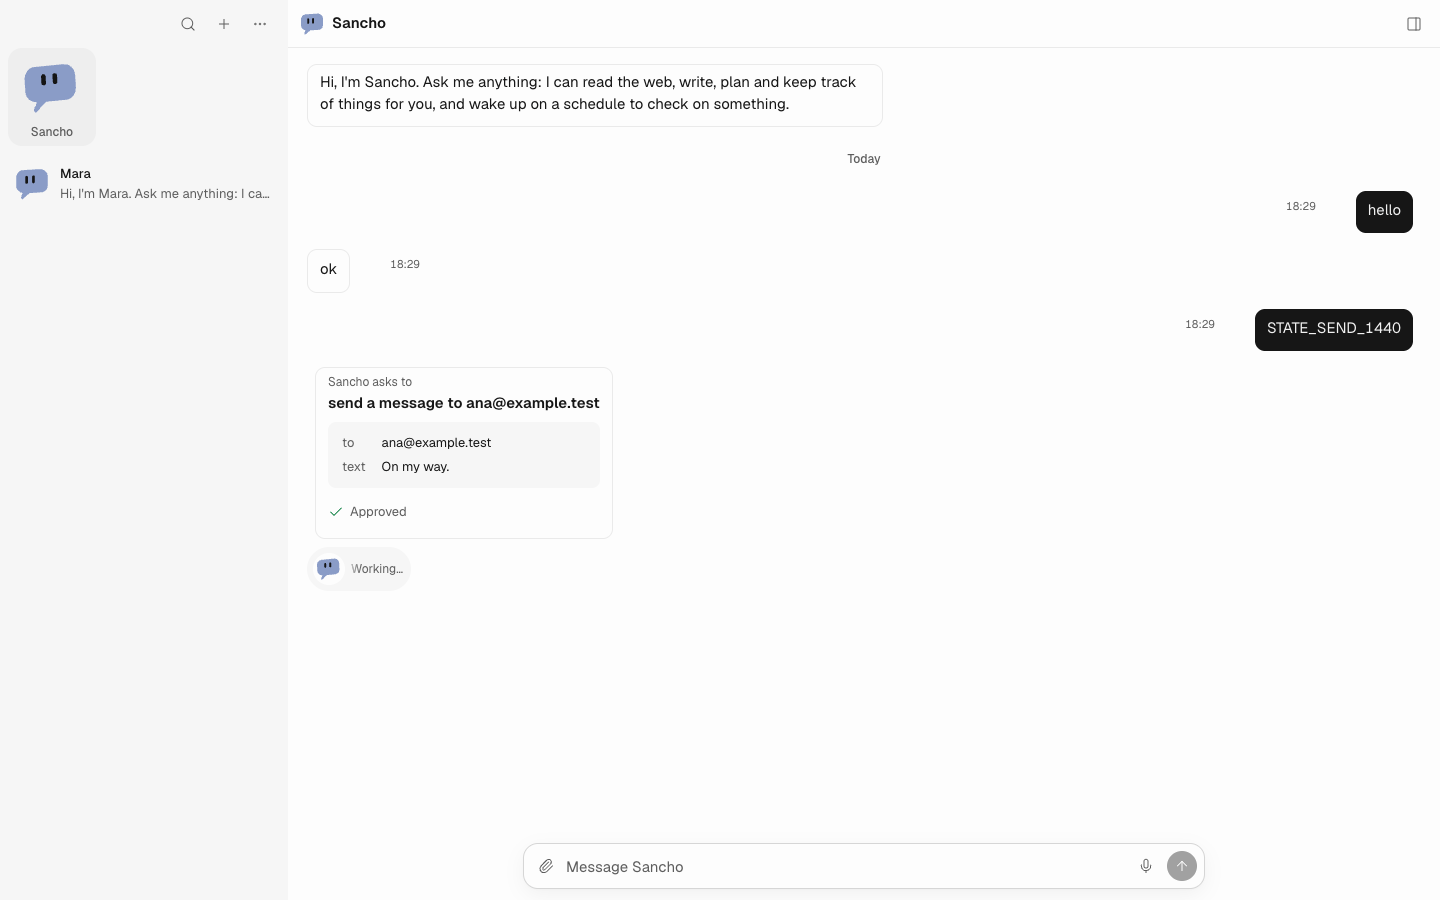 Sancho
Mara
Hi, I'm Mara. Ask me anything: I ca...
Sancho
Hi, I'm Sancho. Ask me anything: I can read the web, write, plan and keep track
of things for you, and wake up on a schedule to check on something.
Today
18:29
hello
ok
18:29
18:29
STATE_SEND_1440
Sancho asks to
send a message to ana@example.test
to ana@example.test
text On my way.
Approved
Working...
Message Sancho